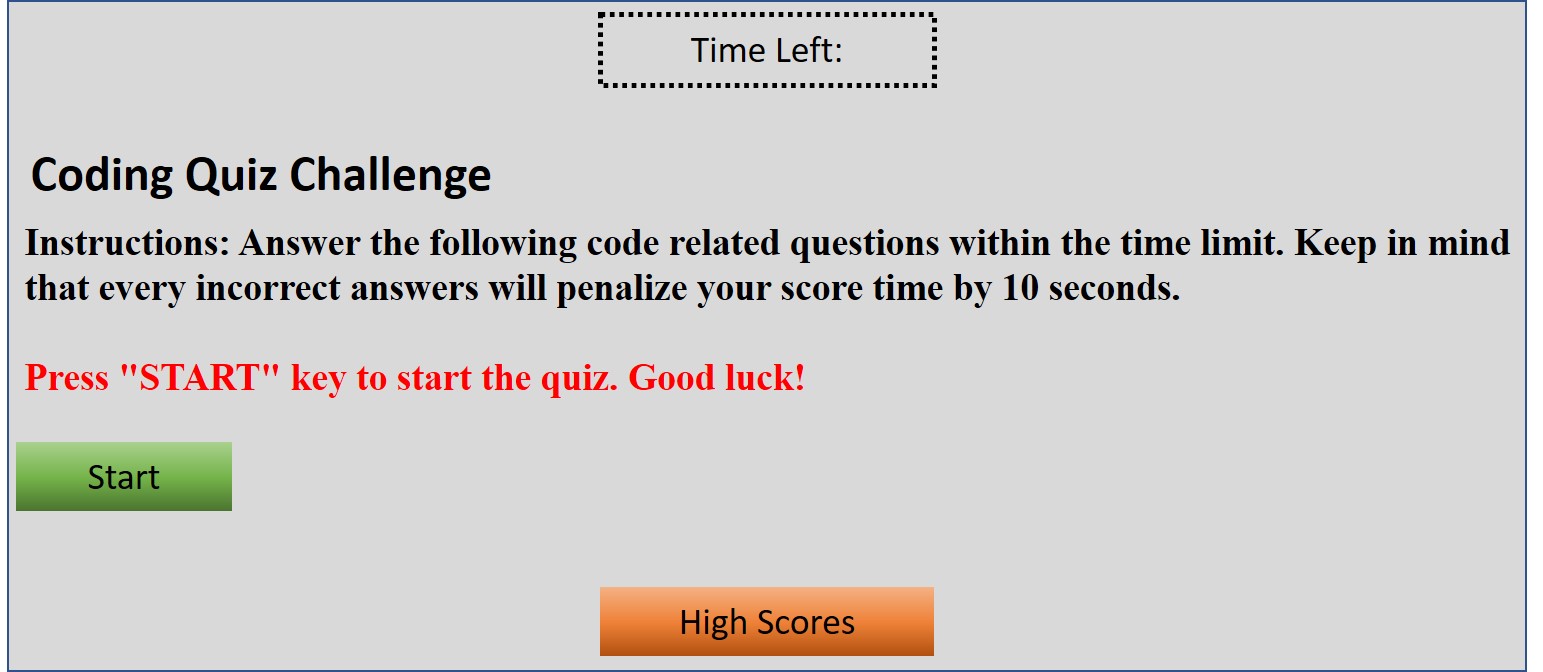 Time Left:
Coding Quiz Challenge
Instructions: Answer the following code related questions within the time limit. Keep in mind
that every incorrect answers will penalize your score time by 10 seconds.
Press "START" key to start the quiz. Good luck!
Start
High Scores